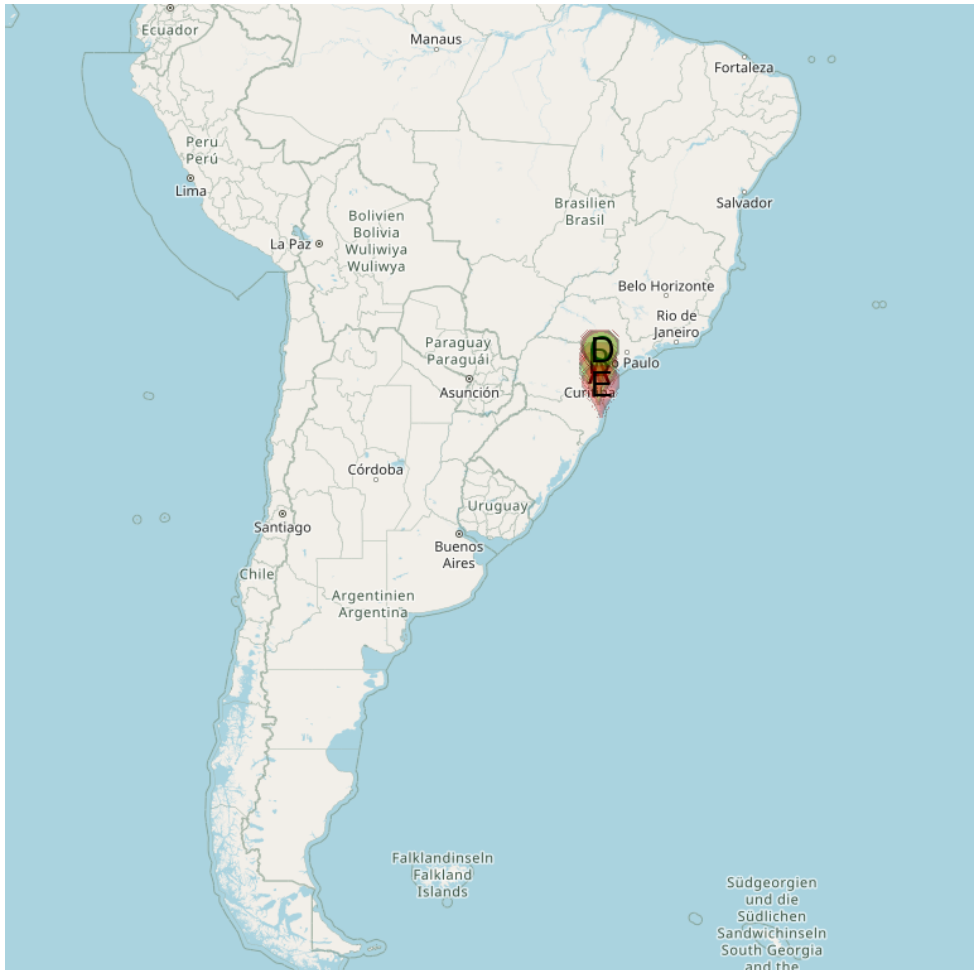 Ecuador
Manaus
Fortaleza
Peru
Perú
Lima
Brasilien
Brasil
Salvador
Bolivien
Bolivia
Wuliwiya
Wuliwya
La Paz
Belo Horizonte
Rio de
Janeiro
Paraguay
Paraguái
D
Paulo
Asunción
E
Córdoba
Uruguay
Santiago
Buenos
Aires
Chile
Argentinien
Argentina
Falklandinseln
Falkland
Islands
Südgeorgien
und die
Südlichen
Sandwichinseln
South Georgia
and the